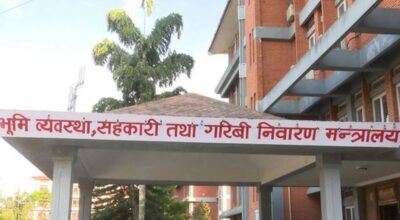 भूमि व्यवस्था, सहकारी तथा गरिबी निवारण मन्त्रालय